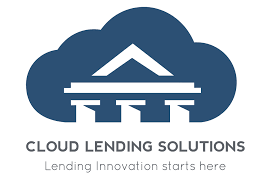 CLOUD LENDING SOLUTIONS
Lending Innovation starts here